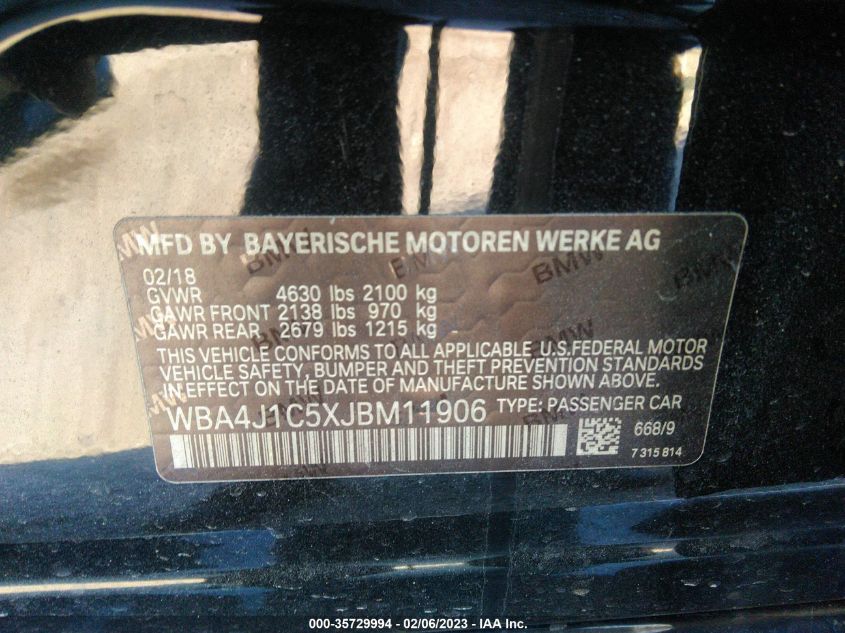 MFD BY BAYERISCHE MOTOREN WERKE AG
02/18
GVWR 4630 lbs 2100 kg
GAWR FRONT 2138 lbs 970 kg
GAWR REAR 2679 lbs 1215 kg
THIS VEHICLE CONFORMS TO ALL APPLICABLE U.S.FEDERAL MOTOR
VEHICLE SAFETY, BUMPER AND THEFT PREVENTION STANDARDS
IN EFFECT ON THE DATE OF MANUFACTURE SHOWN ABOVE.
WBA4J1C5XJBM11906 TYPE: PASSENGER CAR
668/9
7 315 814
000-35729994 - 02/06/2023 - IAA, Inc.